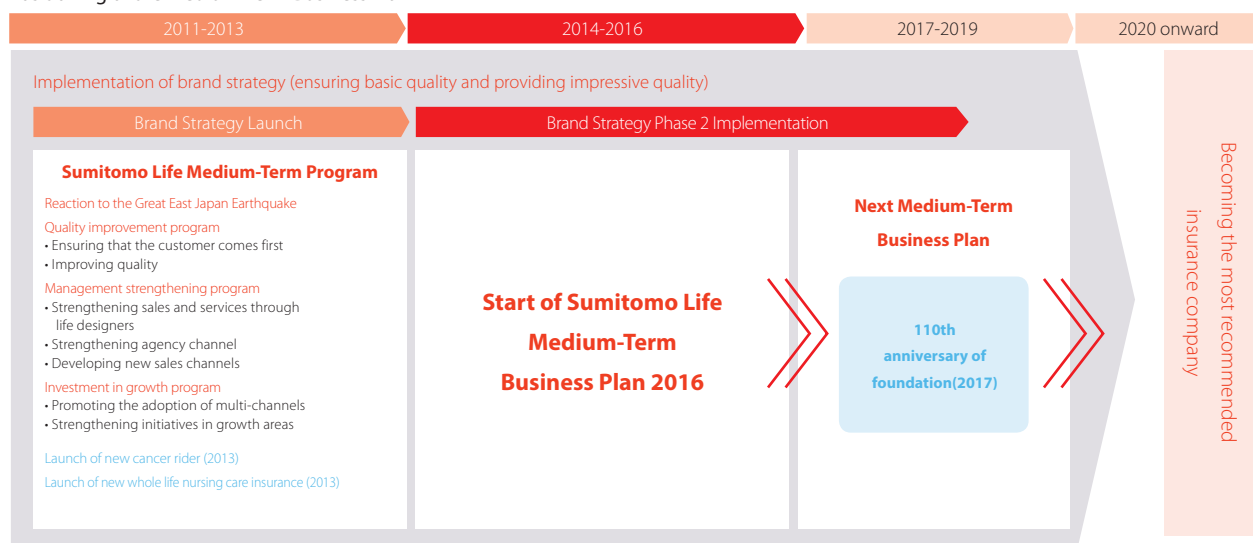 2011-2013
2014-2016
2017-2019
2020 onward
Implementation of brand strategy (ensuring basic quality and providing impressive quality)
Brand Strategy Launch
Brand Strategy Phase 2 Implementation
Sumitomo Life Medium-Term Program
Reaction to the Great East Japan Earthquake
Quality improvement program
• Ensuring that the customer comes first
• Improving quality
Management strengthening program
• Strengthening sales and services through
life designers
• Strengthening agency channel
• Developing new sales channels
Investment in growth program
• Promoting the adoption of multi-channels
• Strengthening initiatives in growth areas
Launch of new cancer rider (2013)
Launch of new whole life nursing care insurance (2013)
Start of Sumitomo Life
Medium-Term
Business Plan 2016
Next Medium-Term
Business Plan
110th
anniversary of
foundation(2017)
Becoming the most recommended
insurance company